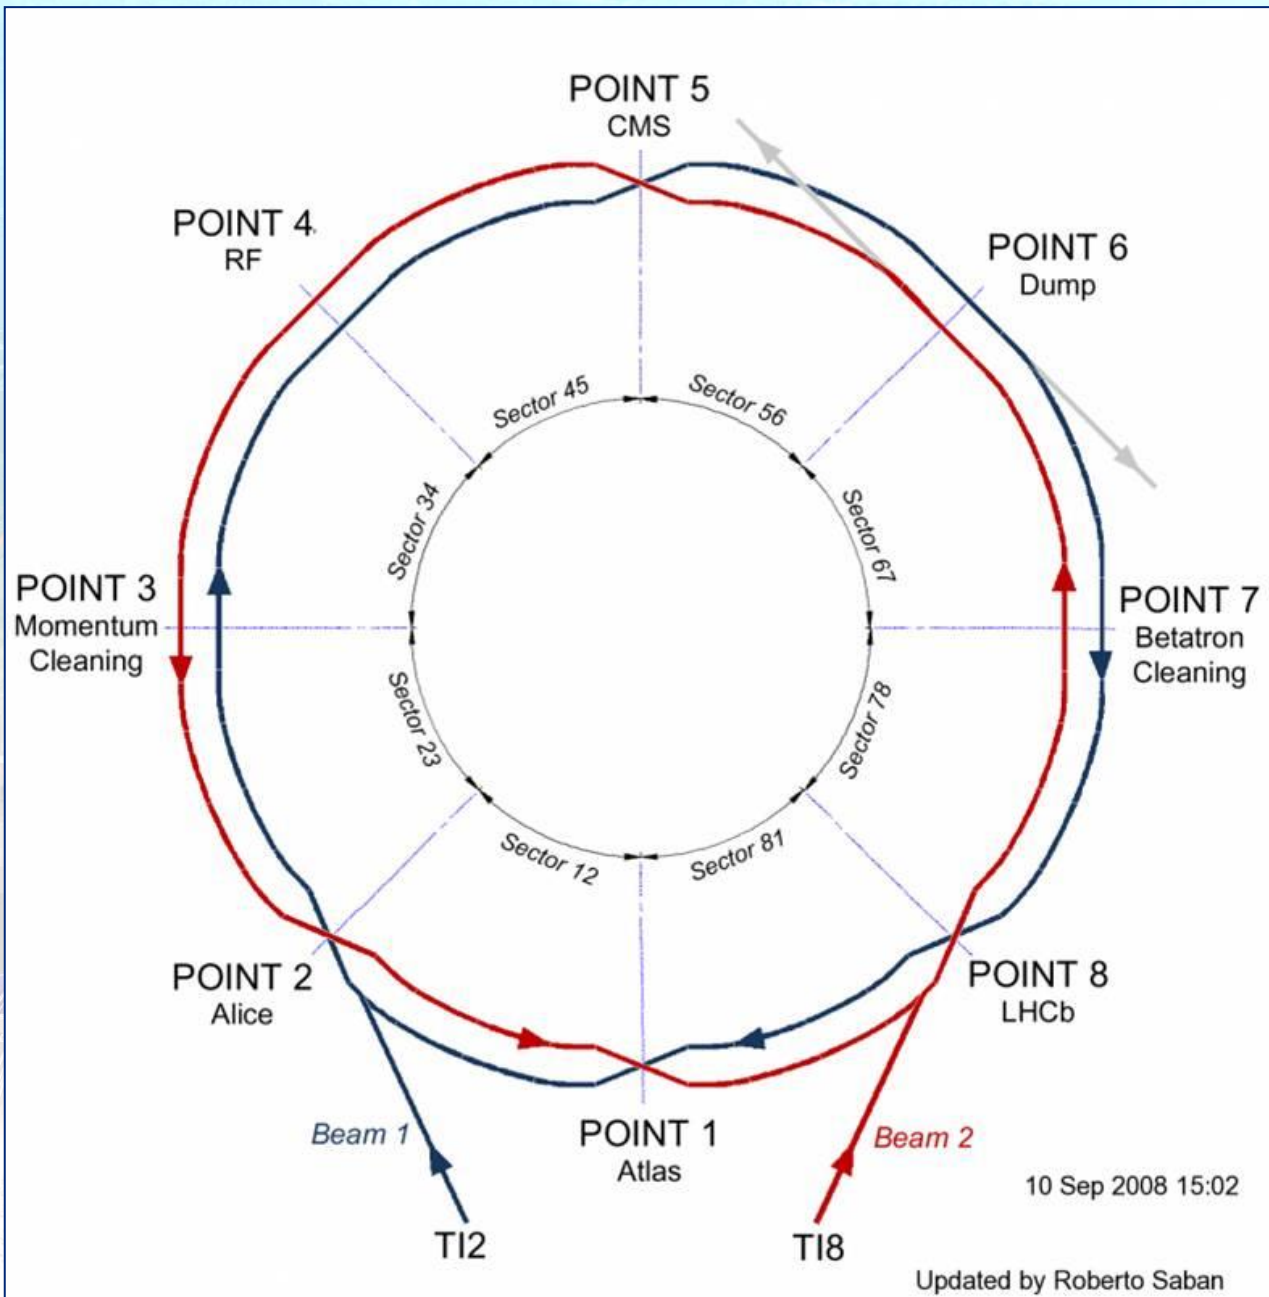 POINT 5
CMS
POINT 4
RF
POINT 6
Dump
Sector 45
Sector 56
Sector 34
Sector 67
POINT 3
Momentum
Cleaning
POINT 7
Betatron
Cleaning
Sector 23
Sector 78
Sector 12
Sector 81
POINT 2
Alice
POINT 8
LHCb
Beam 1
POINT 1
Atlas
Beam 2
10 Sep 2008 15:02
TI2
TI8
Updated by Roberto Saban